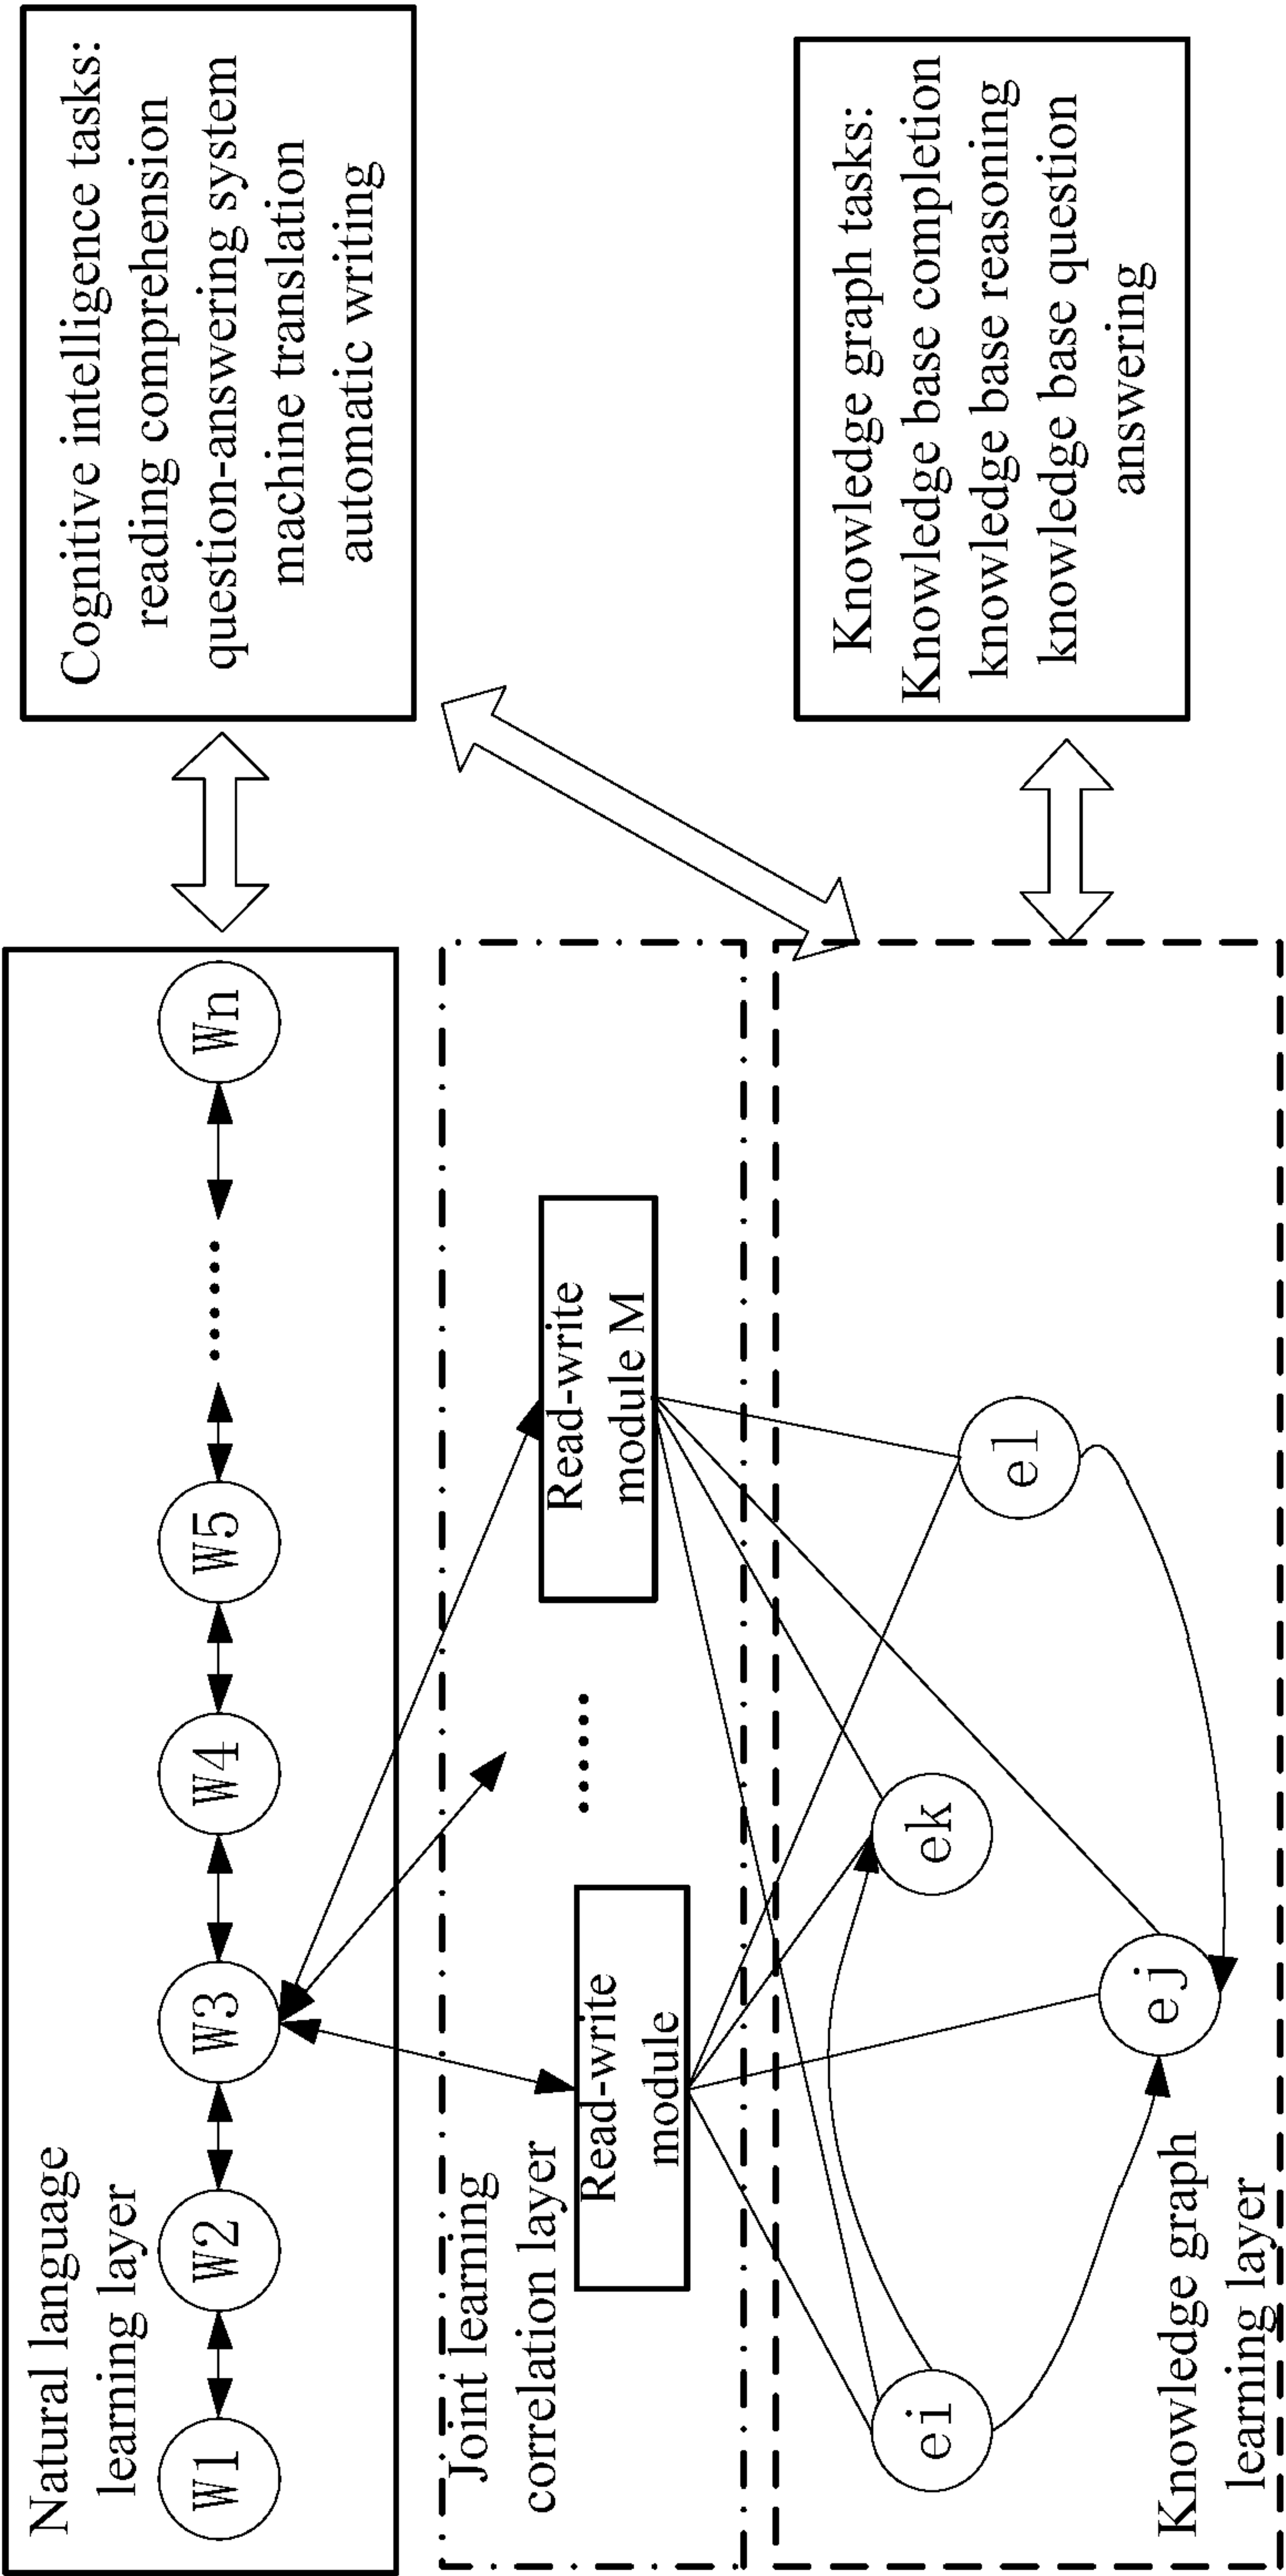 Natural language
learning layer
W1
W2
W3
W4
W5
......
Wn
Cognitive intelligence tasks:
reading comprehension
question-answering system
machine translation
automatic writing
Joint learning
correlation layer
Read-write
module
......
Read-write
module M
ei
ej
ek
el
Knowledge graph
learning layer
Knowledge graph tasks:
Knowledge base completion
knowledge base reasoning
knowledge base question
answering